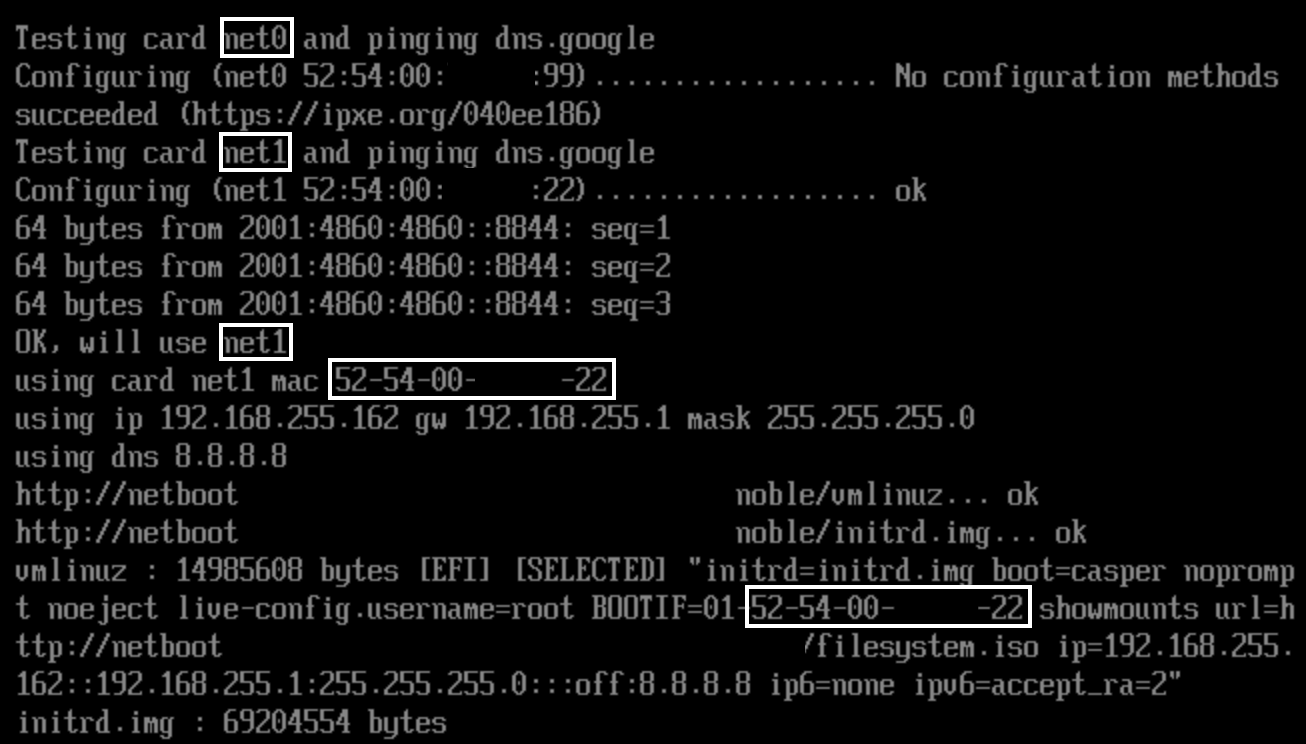 Testing card net0 and pinging dns.google
Configuring (net0 52:54:00: :99).................. No configuration methods
succeeded (https://ipxe.org/040ee186)
Testing card net1 and pinging dns.google
Configuring (net1 52:54:00: :22).................. ok
64 bytes from 2001:4860:4860::8844: seq=1
64 bytes from 2001:4860:4860::8844: seq=2
64 bytes from 2001:4860:4860::8844: seq=3
OK, will use net1
using card net1 mac 52-54-00- -22
using ip 192.168.255.162 gw 192.168.255.1 mask 255.255.255.0
using dns 8.8.8.8
http://netboot noble/vmlinuz... ok
http://netboot noble/initrd.img... ok
vmlinuz : 14985608 bytes [EFI] [SELECTED] "initrd=initrd.img boot=casper nopromp
t noeject live-config.username=root BOOTIF=01-52-54-00- -22 showmounts url=h
ttp://netboot /filesystem.iso ip=192.168.255.
162::192.168.255.1:255.255.255.0:::off:8.8.8.8 ip6=none ipv6=accept_ra=2"
initrd.img : 69204554 bytes